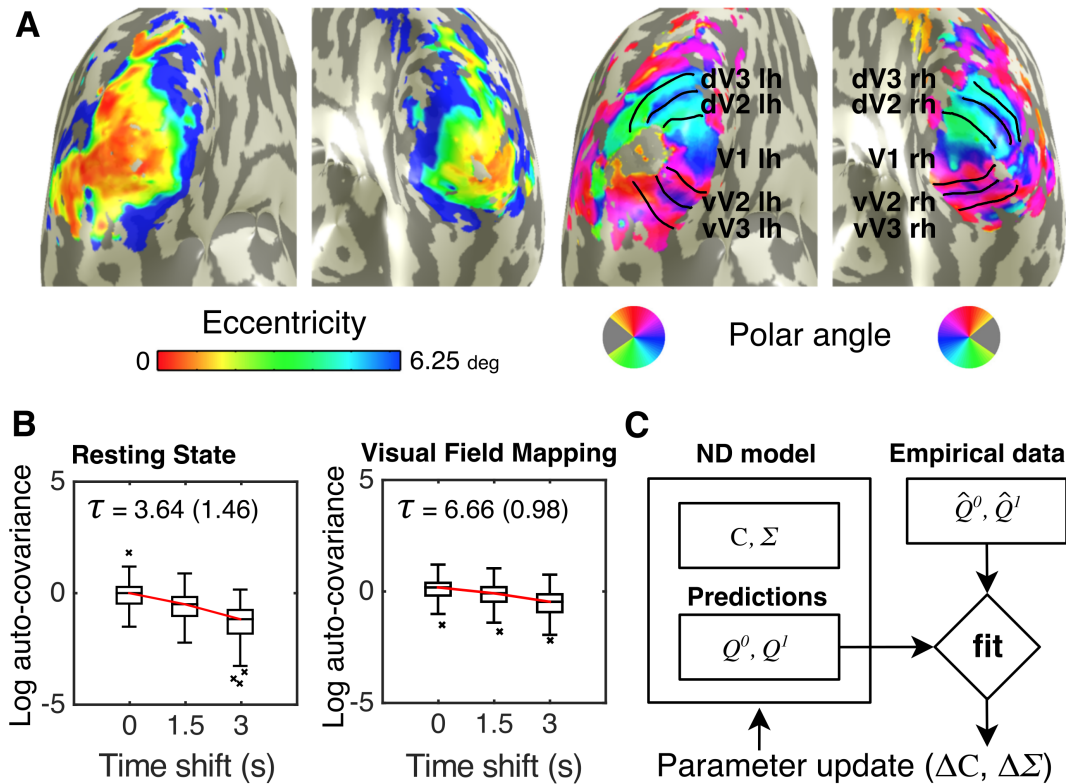 A
dV3 lh
dV2 lh
V1 lh
vV2 lh
vV3 lh
dV3 rh
dV2 rh
V1 rh
vV2 rh
vV3 rh
Eccentricity
0
6.25 deg
Polar angle
B
Resting State
Log auto-covariance
5
0
-5
τ = 3.64 (1.46)
0 1.5 3
Time shift (s)
Visual Field Mapping
Log auto-covariance
5
0
-5
τ = 6.66 (0.98)
0 1.5 3
Time shift (s)
C
ND model
C, Σ
Predictions
Q⁰, Q¹
Empirical data
Q̂⁰, Q̂¹
fit
Parameter update (ΔC, ΔΣ)